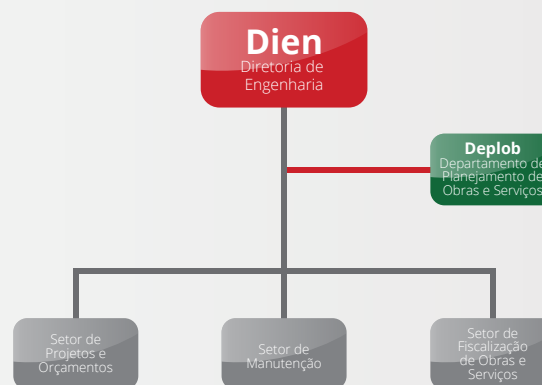 Dien
Diretoria de
Engenharia
Deplob
Departamento de
Planejamento de
Obras e Serviços
Setor de
Projetos e
Orçamentos
Setor de
Manutenção
Setor de
Fiscalização
de Obras e
Serviços